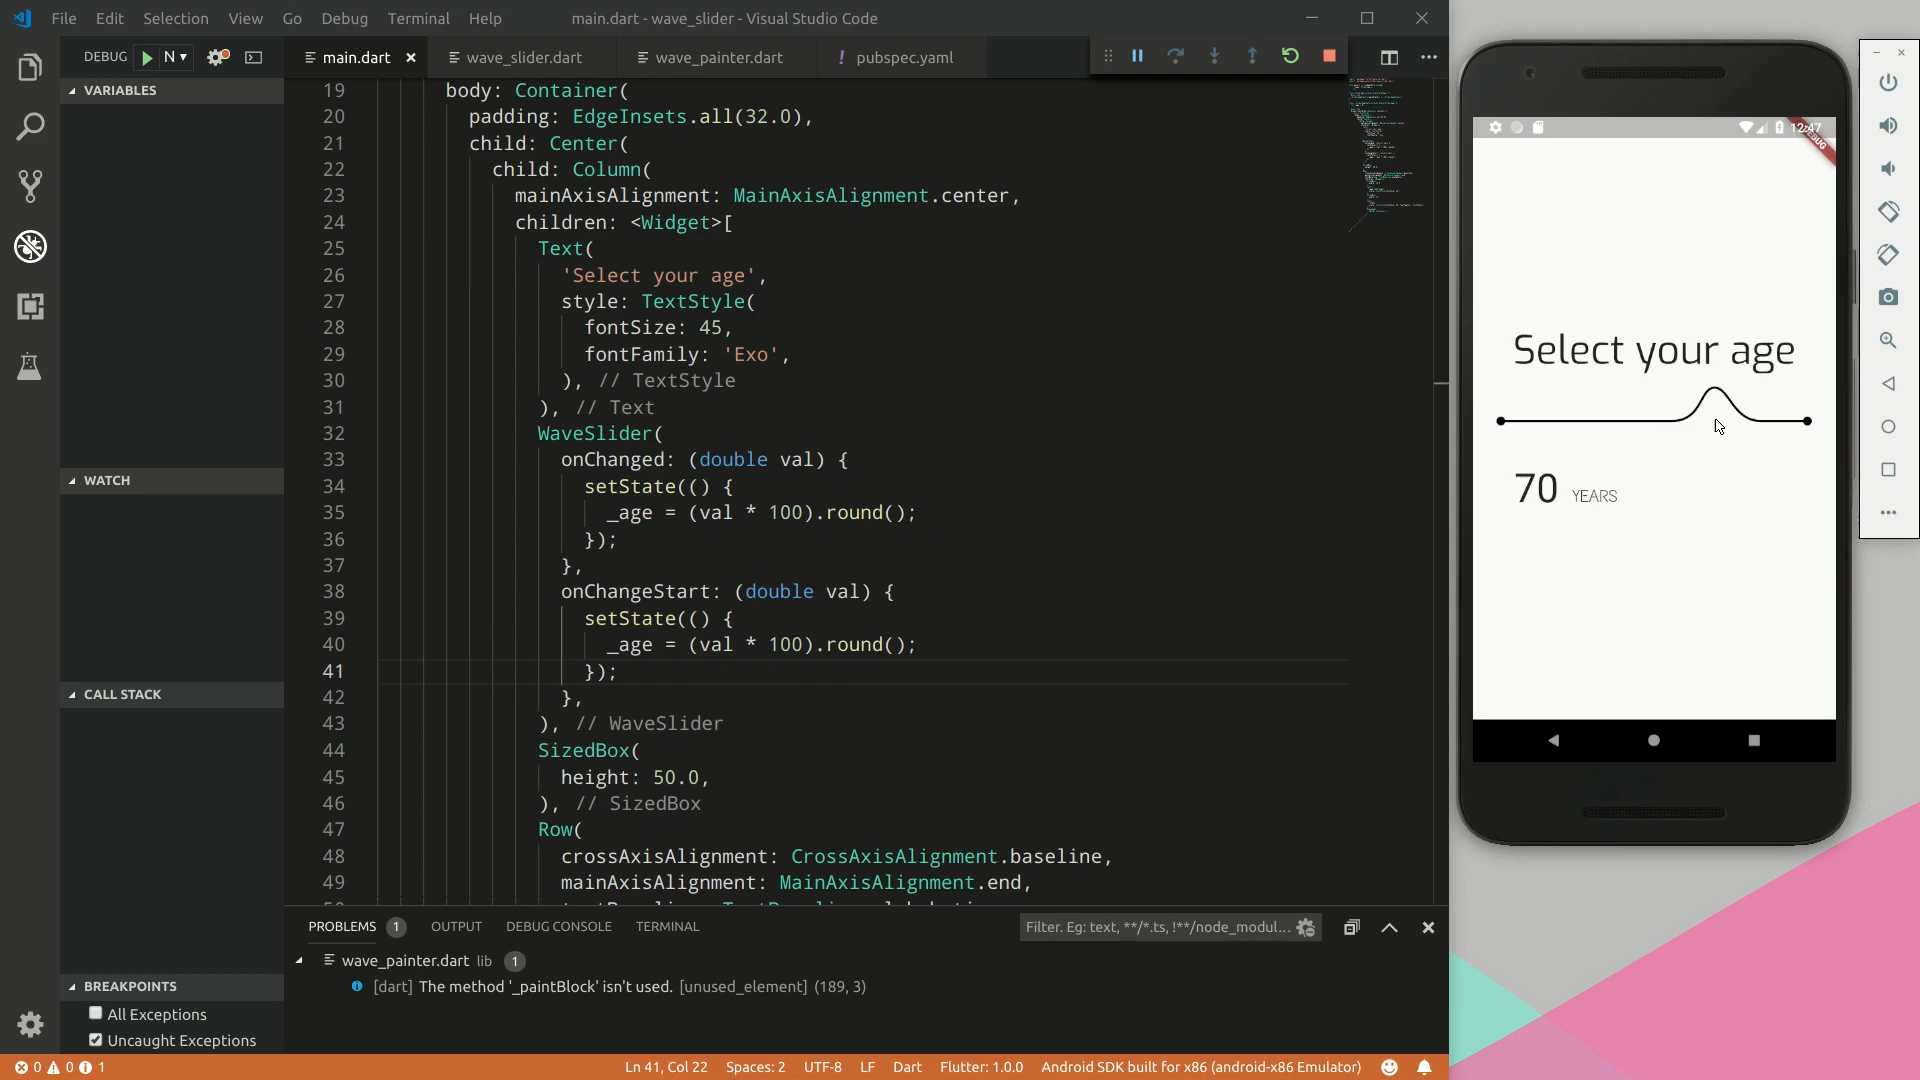 File Edit Selection View Go Debug Terminal Help
main.dart - wave_slider - Visual Studio Code
DEBUG N
main.dart wave_slider.dart wave_painter.dart ! pubspec.yaml
VARIABLES
WATCH
CALL STACK
BREAKPOINTS
All Exceptions
Uncaught Exceptions
19 body: Container(
20 padding: EdgeInsets.all(32.0),
21 child: Center(
22 child: Column(
23 mainAxisAlignment: MainAxisAlignment.center,
24 children: <Widget>[
25 Text(
26 'Select your age',
27 style: TextStyle(
28 fontSize: 45,
29 fontFamily: 'Exo',
30 ), // TextStyle
31 ), // Text
32 WaveSlider(
33 onChanged: (double val) {
34 setState(() {
35 _age = (val * 100).round();
36 });
37 },
38 onChangeStart: (double val) {
39 setState(() {
40 _age = (val * 100).round();
41 });
42 },
43 ), // WaveSlider
44 SizedBox(
45 height: 50.0,
46 ), // SizedBox
47 Row(
48 crossAxisAlignment: CrossAxisAlignment.baseline,
49 mainAxisAlignment: MainAxisAlignment.end,
PROBLEMS 1 OUTPUT DEBUG CONSOLE TERMINAL
Filter. Eg: text, **/*.ts, !**/node_modul...
wave_painter.dart lib 1
[dart] The method '_paintBlock' isn't used. [unused_element] (189, 3)
0 0 1
Ln 41, Col 22 Spaces: 2 UTF-8 LF Dart Flutter: 1.0.0 Android SDK built for x86 (android-x86 Emulator)
12:47
Select your age
70 YEARS